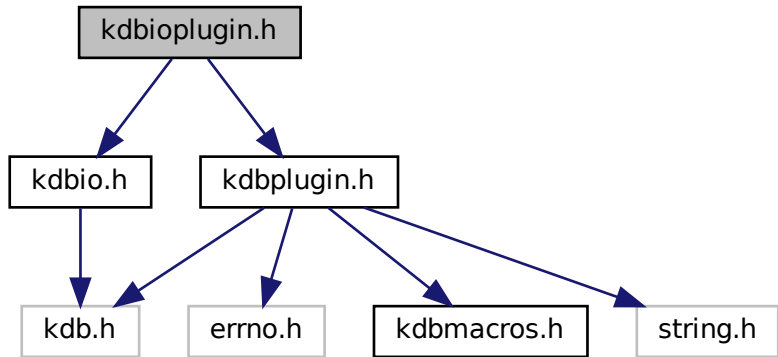 kdbioplugin.h
kdbio.h
kdbplugin.h
kdb.h
errno.h
kdbmacros.h
string.h